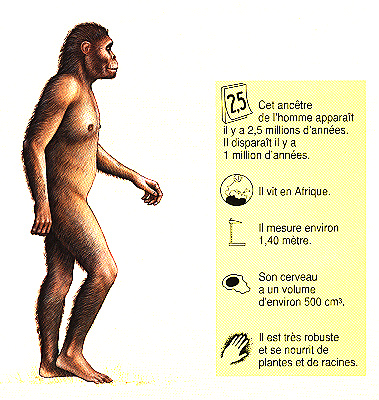 2,5
Cet ancêtre
de l'homme apparaît
il y a 2,5 millions d'années.
Il disparaît il y a
1 million d'années.
Il vit en Afrique.
Il mesure environ
1,40 mètre.
Son cerveau
a un volume
d'environ 500 cm³.
Il est très robuste
et se nourrit de
plantes et de racines.